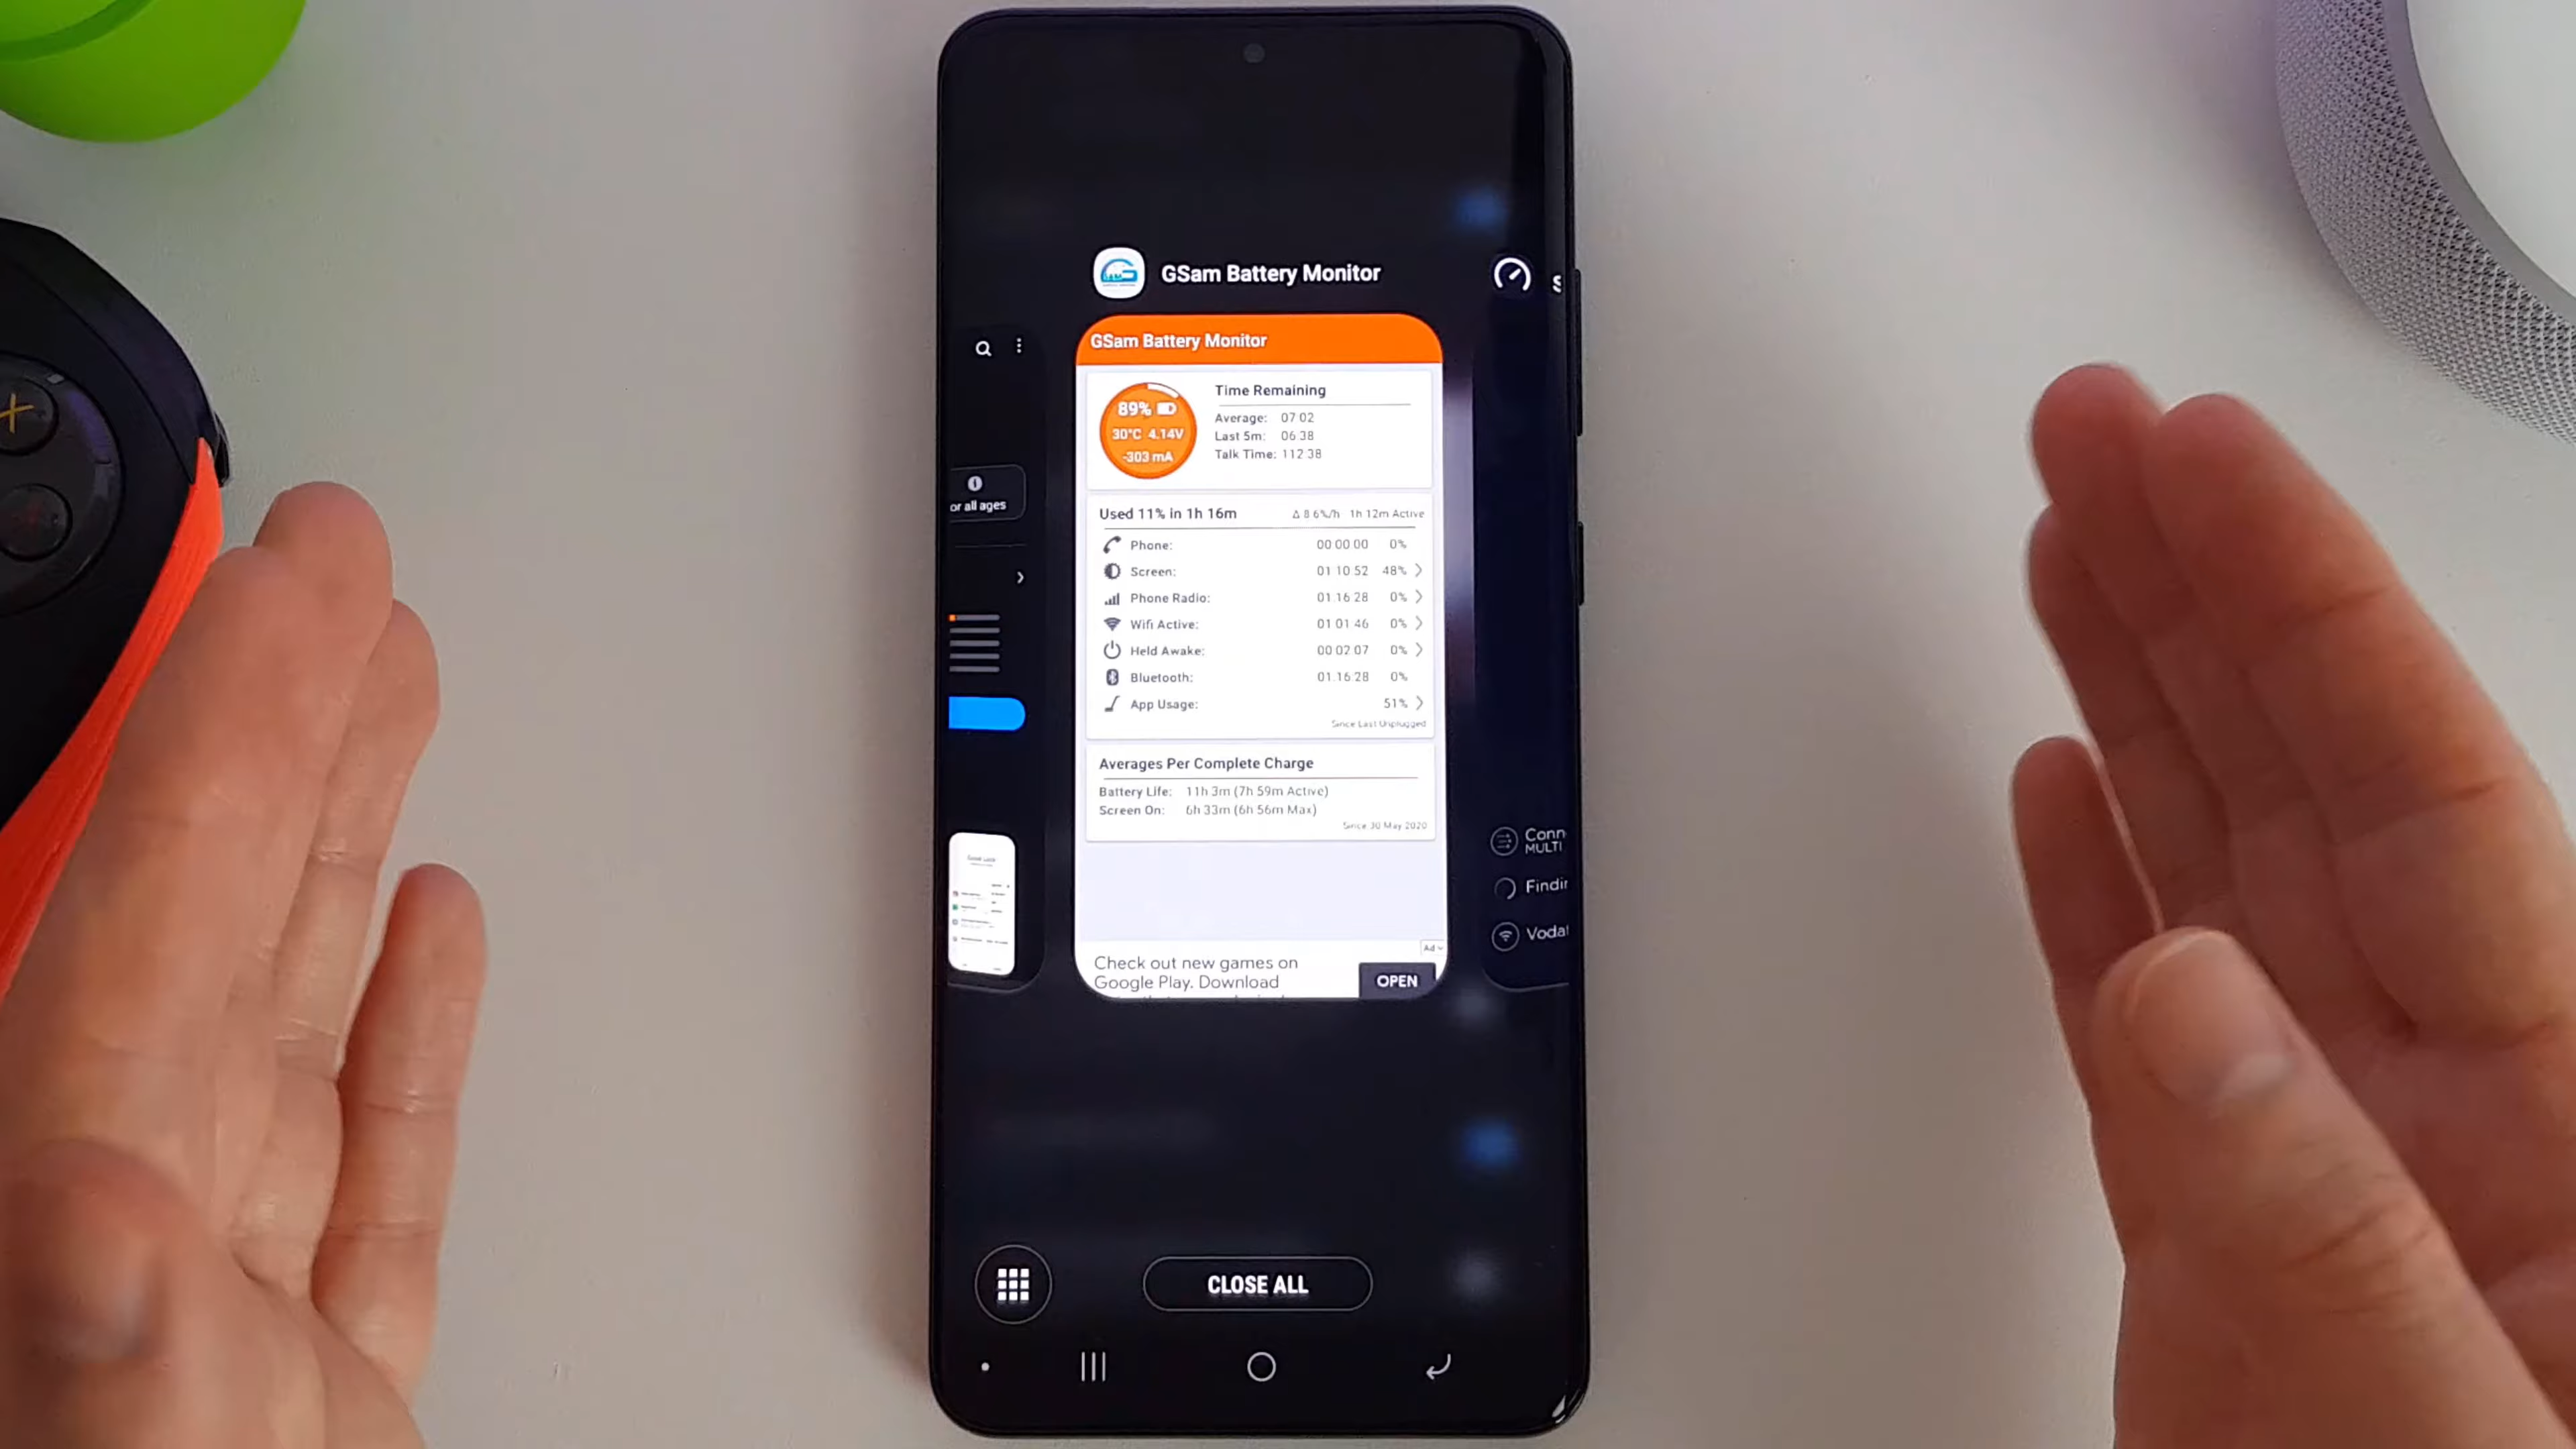 GSam Battery Monitor
GSam Battery Monitor
89%
30°C 4.14V
-303 mA
Time Remaining
Average: 07 02
Last 5m: 06 38
Talk Time: 112 38
or all ages
Used 11% in 1h 16m Δ 8 6%/h 1h 12m Active
Phone: 00 00 00 0%
Screen: 01 10 52 48%
Phone Radio: 01 16 28 0%
Wifi Active: 01 01 46 0%
Held Awake: 00 02 07 0%
Bluetooth: 01 16 28 0%
App Usage: 51%
Since Last Unplugged
Averages Per Complete Charge
Battery Life: 11h 3m (7h 59m Active)
Screen On: 6h 33m (6h 56m Max)
Since 30 May 2020
Conn
MULTI
Findin
Vodaf
Ad
Check out new games on
Google Play. Download
OPEN
CLOSE ALL